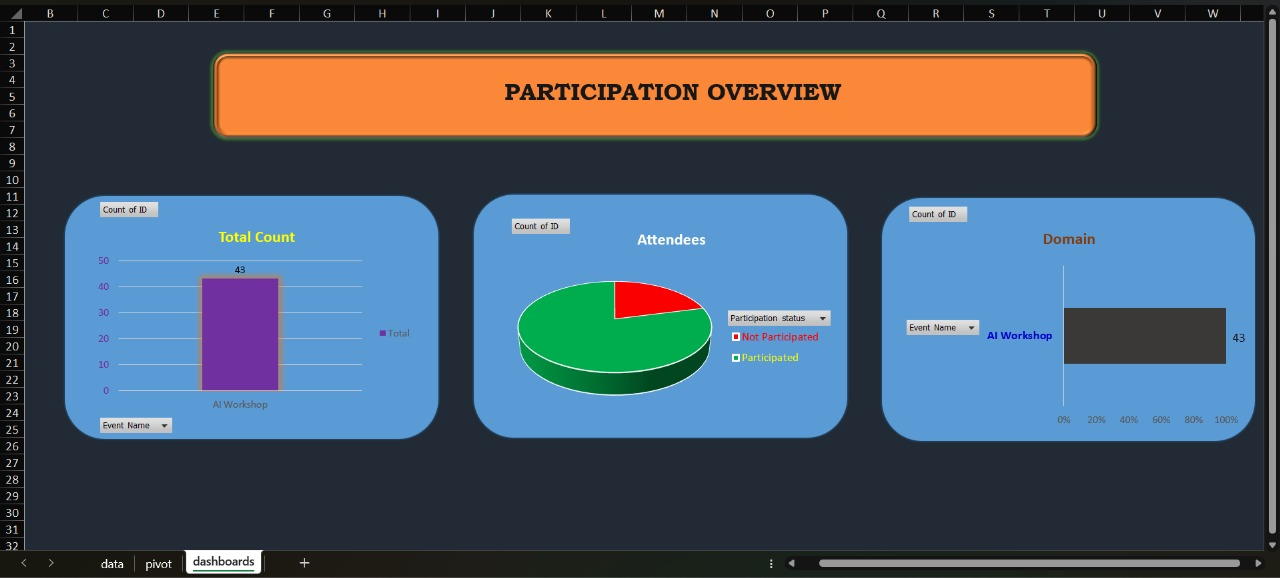 B C D E F G H I J K L M N O P Q R S T U V W
1
2
3
4
5
6
7
8
9
10
11
12
13
14
15
16
17
18
19
20
21
22
23
24
25
26
27
28
29
30
31
32
PARTICIPATION OVERVIEW
Count of ID
Total Count
50
40
30
20
10
0
43
Total
AI Workshop
Event Name
Count of ID
Attendees
Participation status
Not Participated
Participated
Count of ID
Domain
Event Name
AI Workshop
43
0% 20% 40% 60% 80% 100%
data pivot dashboards +